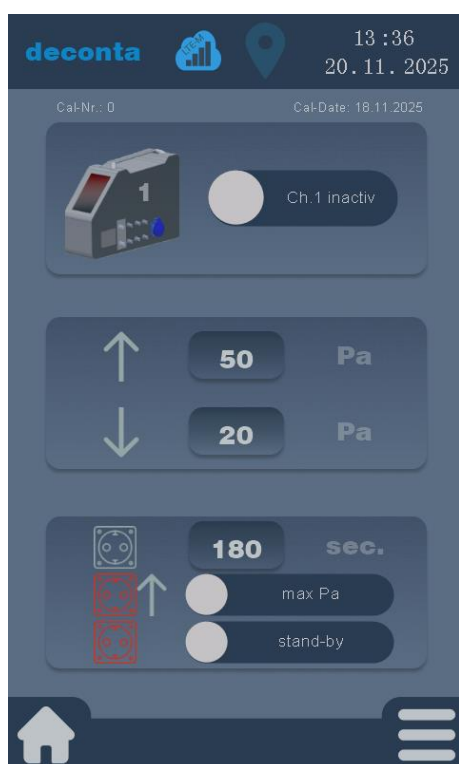 deconta
LTEM
13:36
20.11.2025
Cal-Nr.: 0
Cal-Date: 18.11.2025
1
Ch.1 inactiv
50 Pa
20 Pa
180 sec.
max Pa
stand-by